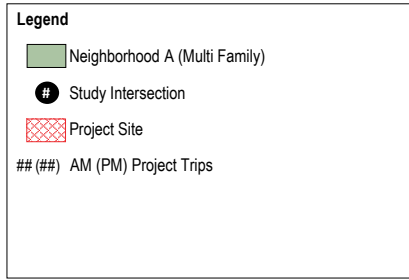 Legend
Neighborhood A (Multi Family)
# Study Intersection
Project Site
## (##) AM (PM) Project Trips